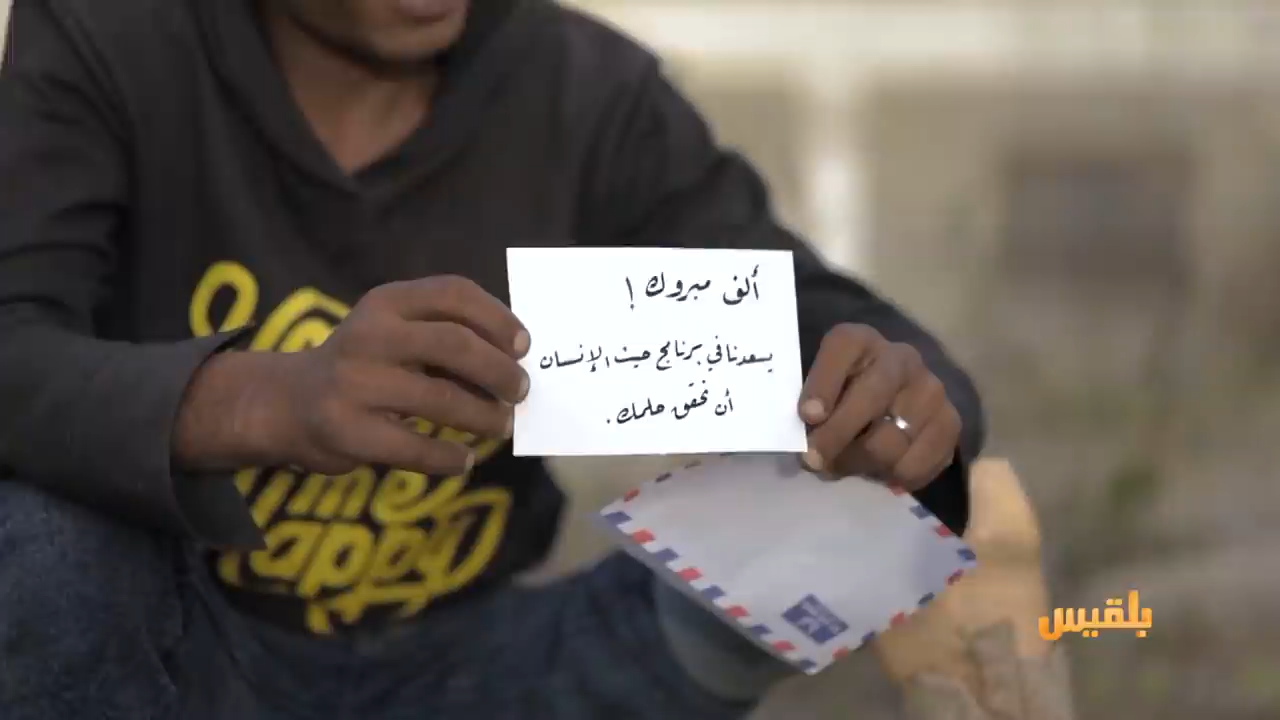 ألف مبروك !
يسعدنا في برنامج حيث الإنسان
أن نحقق حلمك .
بلقيس